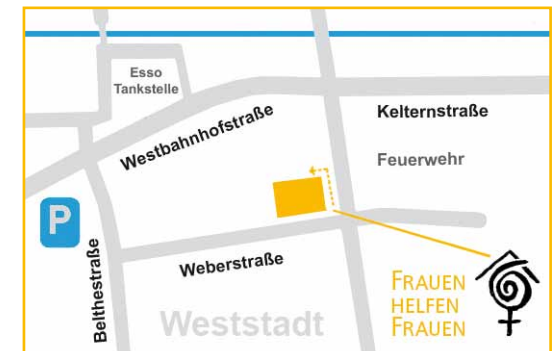 Esso
Tankstelle
Westbahnhofstraße
Kelternstraße
Feuerwehr
P
Belthestraße
Weberstraße
Weststadt
FRAUEN
HELFEN
FRAUEN